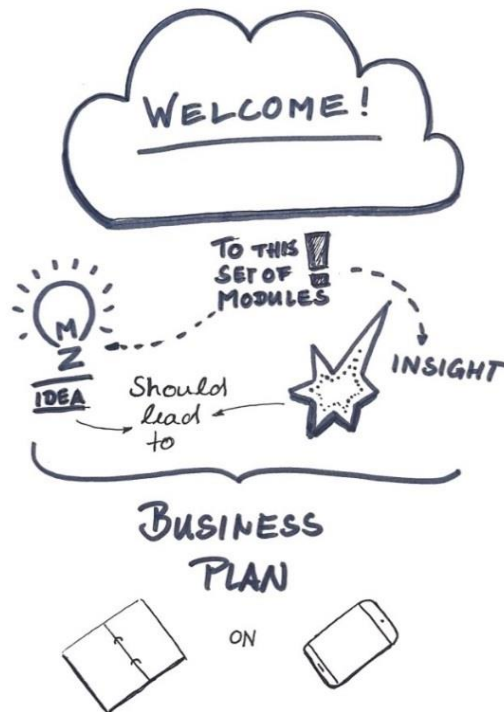 WELCOME!
TO THIS
SET OF
MODULES
INSIGHT
IDEA
Should
lead
to
BUSINESS
PLAN
ON